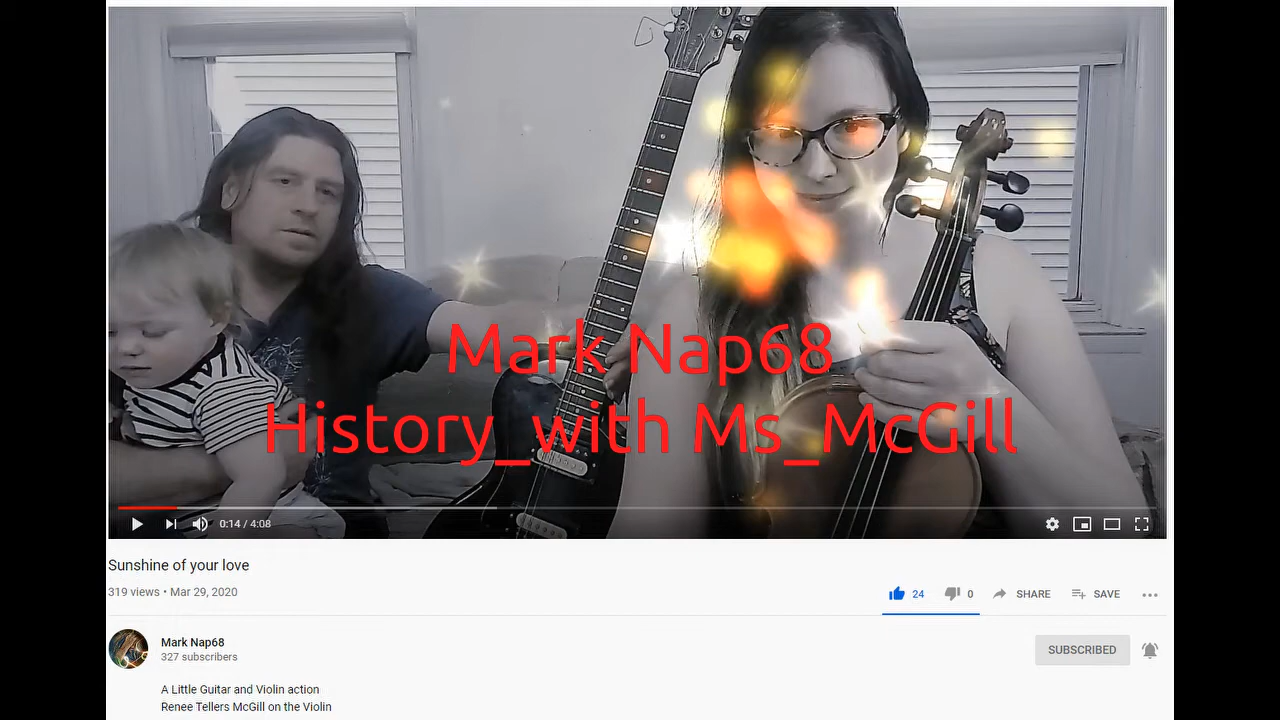 Mark Nap68
History_with Ms_McGill
0:14 / 4:08
Sunshine of your love
319 views • Mar 29, 2020
24
0
SHARE
SAVE
Mark Nap68
327 subscribers
SUBSCRIBED
A Little Guitar and Violin action
Renee Tellers McGill on the Violin